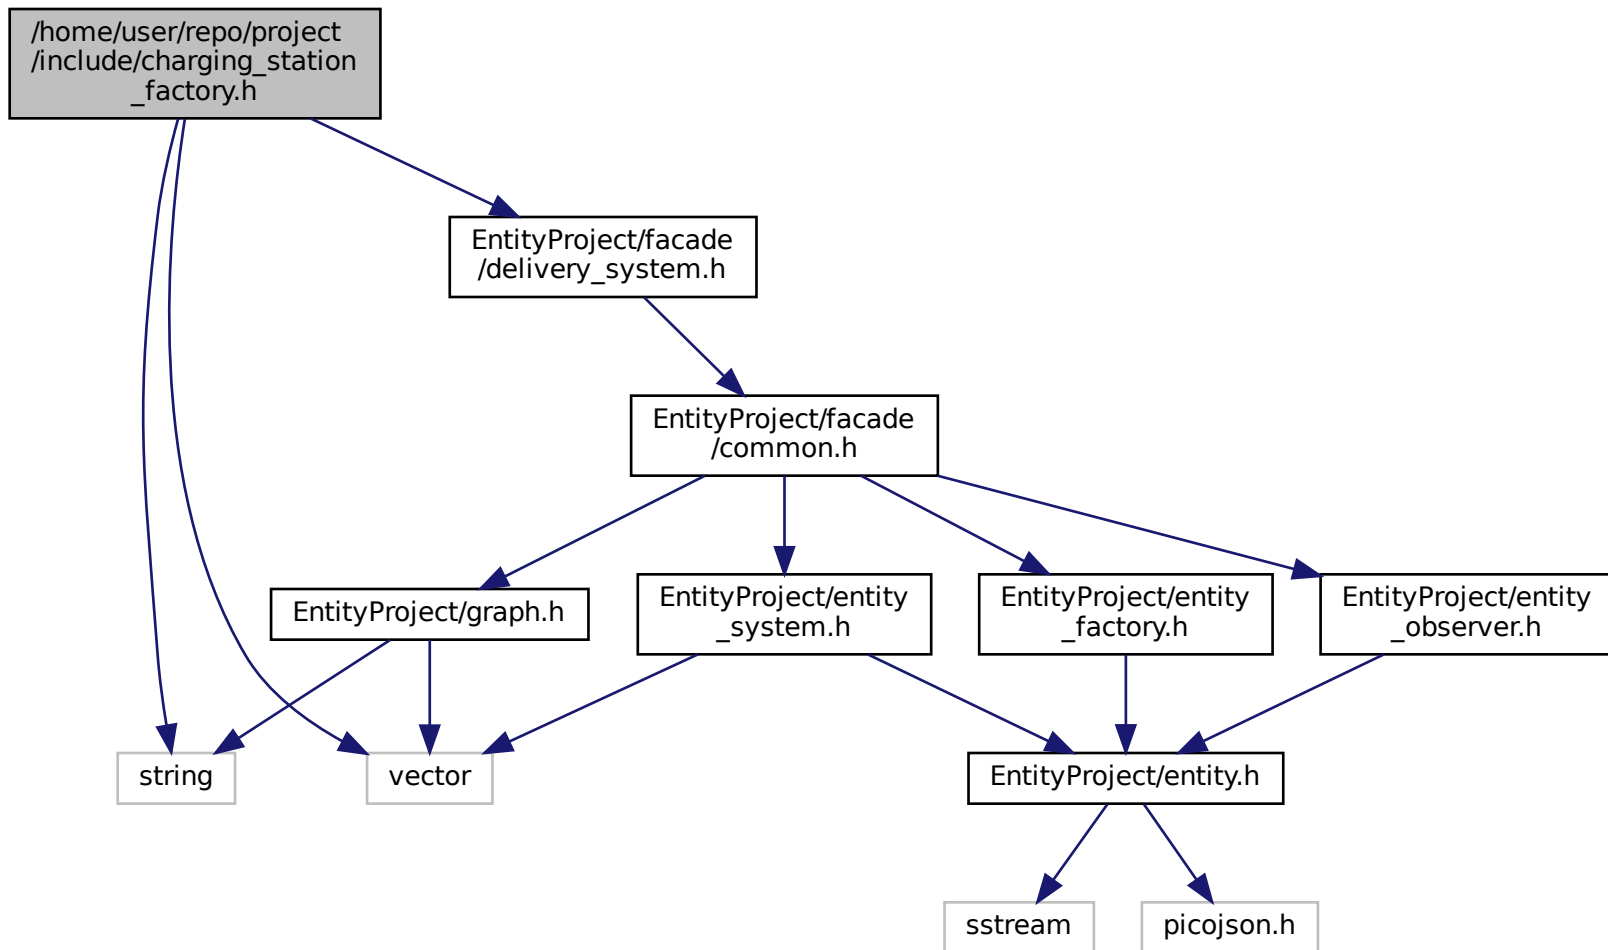 /home/user/repo/project
/include/charging_station
_factory.h
EntityProject/facade
/delivery_system.h
EntityProject/facade
/common.h
EntityProject/graph.h
EntityProject/entity
_system.h
EntityProject/entity
_factory.h
EntityProject/entity
_observer.h
string
vector
EntityProject/entity.h
sstream
picojson.h